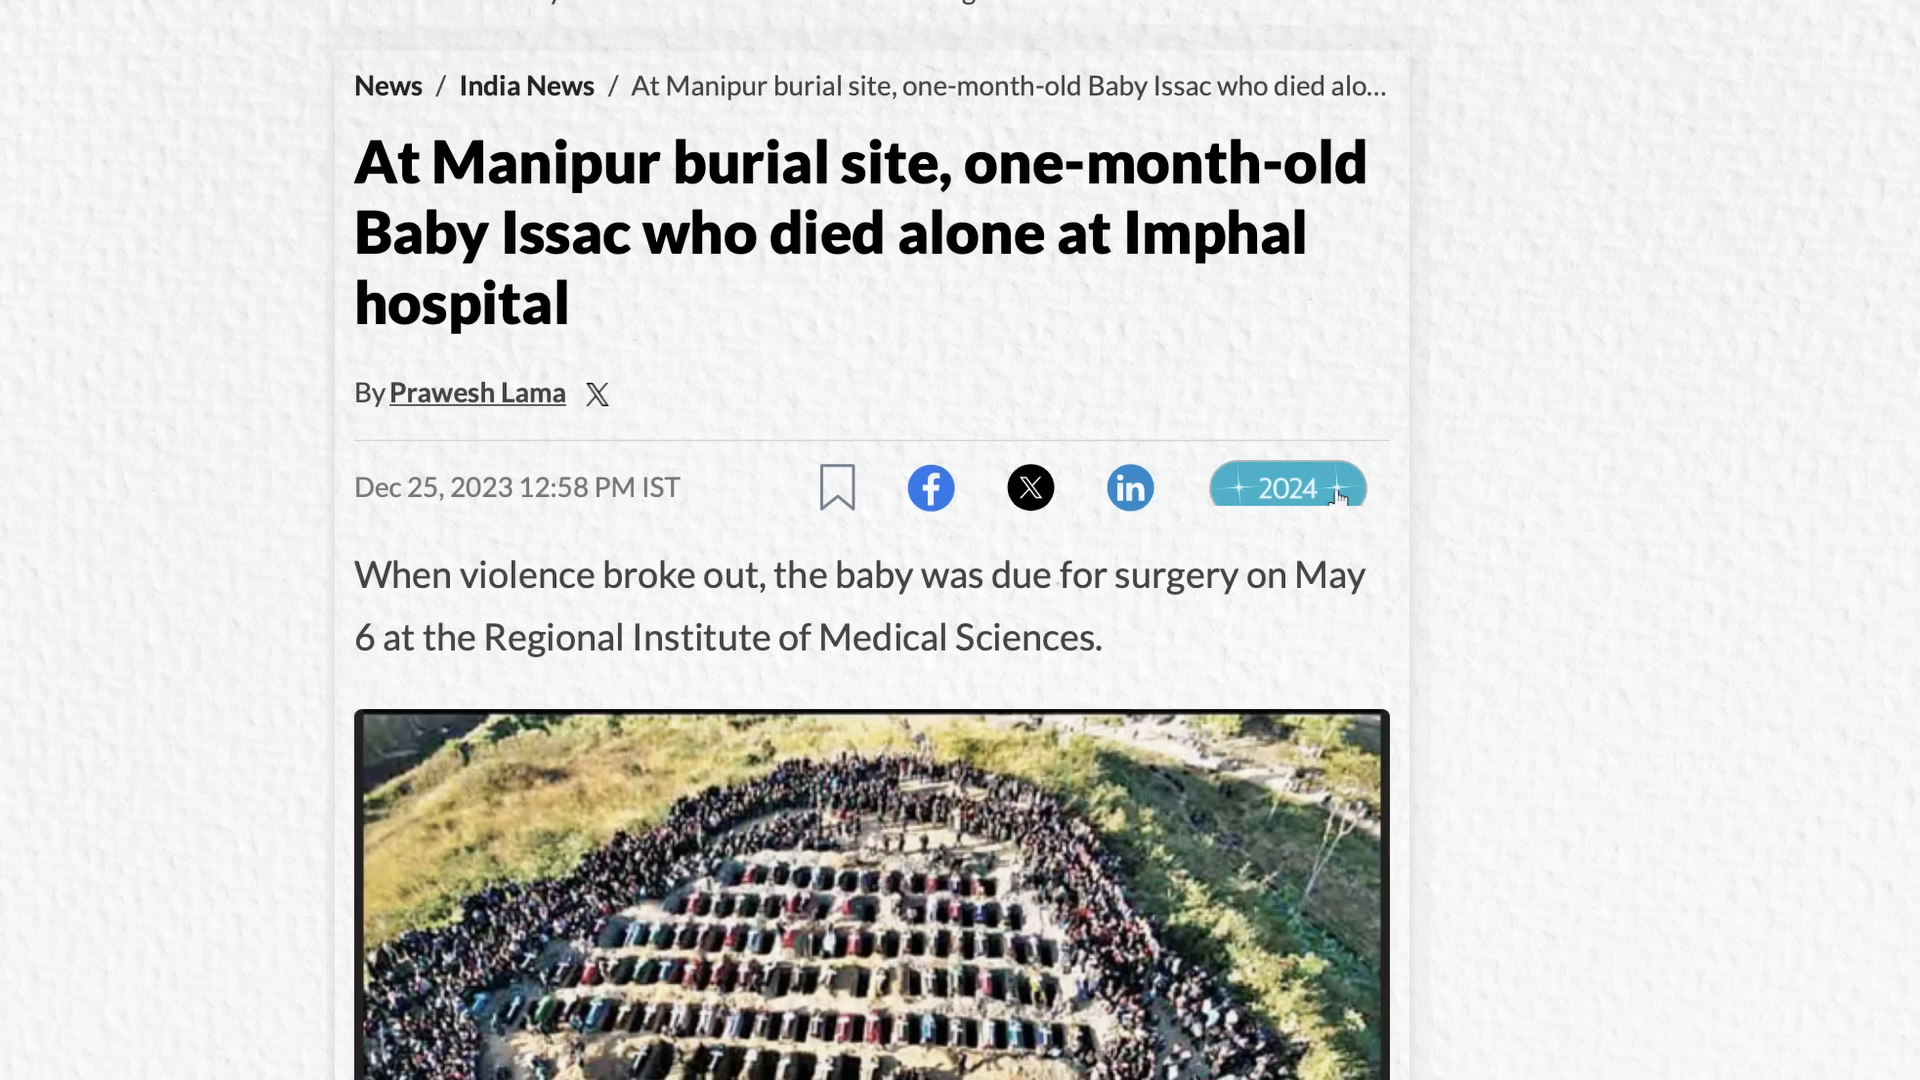 News / India News / At Manipur burial site, one-month-old Baby Issac who died alo...
At Manipur burial site, one-month-old
Baby Issac who died alone at Imphal
hospital
By Prawesh Lama X
Dec 25, 2023 12:58 PM IST
f X in 2024
When violence broke out, the baby was due for surgery on May
6 at the Regional Institute of Medical Sciences.